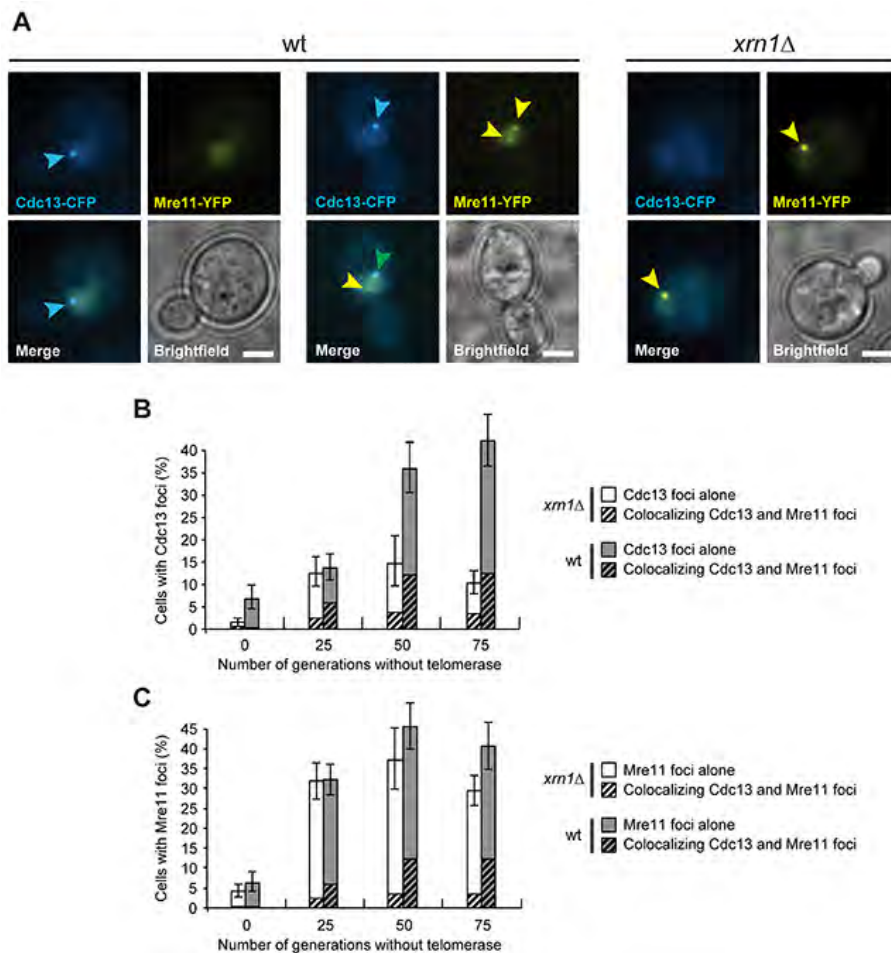 A
wt
xrn1Δ
Cdc13-CFP
Mre11-YFP
Cdc13-CFP
Mre11-YFP
Cdc13-CFP
Mre11-YFP
Merge
Brightfield
Merge
Brightfield
Merge
Brightfield
B
Cells with Cdc13 foci (%)
40
35
30
25
20
15
10
5
0
0 25 50 75
Number of generations without telomerase
xrn1Δ
Cdc13 foci alone
Colocalizing Cdc13 and Mre11 foci
wt
Cdc13 foci alone
Colocalizing Cdc13 and Mre11 foci
C
Cells with Mre11 foci (%)
45
40
35
30
25
20
15
10
5
0
0 25 50 75
Number of generations without telomerase
xrn1Δ
Mre11 foci alone
Colocalizing Cdc13 and Mre11 foci
wt
Mre11 foci alone
Colocalizing Cdc13 and Mre11 foci